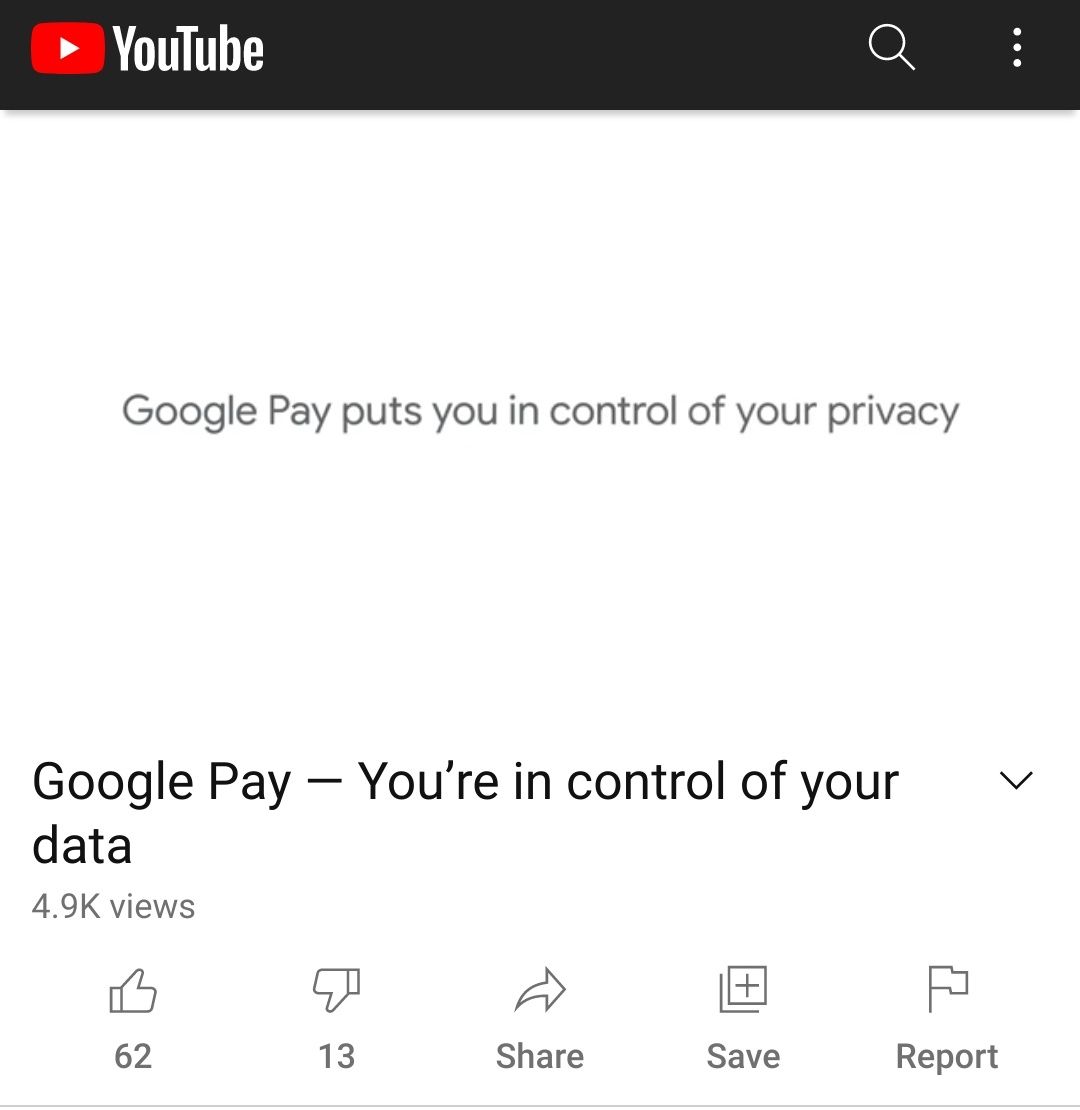 YouTube
Google Pay puts you in control of your privacy
Google Pay — You’re in control of your
data
4.9K views
62
13
Share
Save
Report